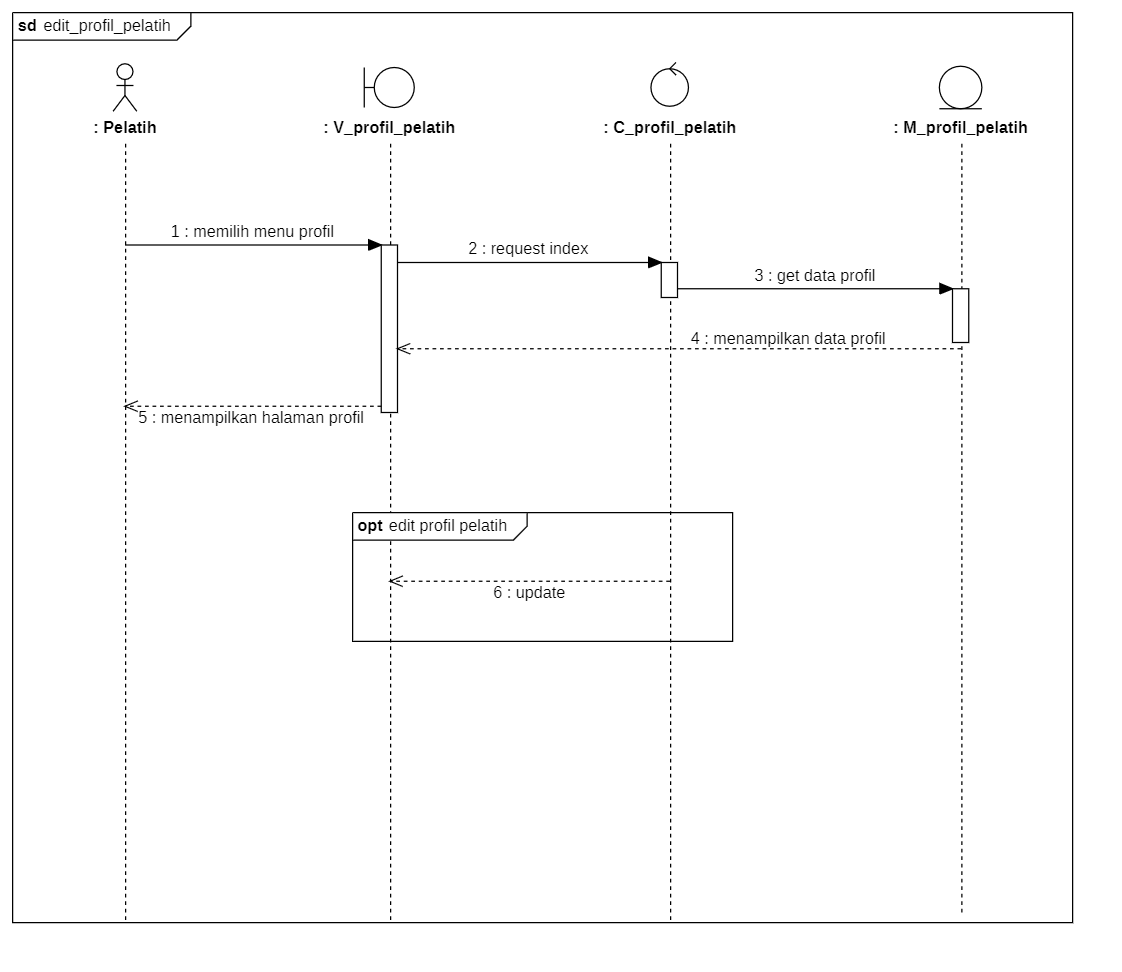 sd edit_profil_pelatih
: Pelatih
: V_profil_pelatih
: C_profil_pelatih
: M_profil_pelatih
1 : memilih menu profil
2 : request index
3 : get data profil
4 : menampilkan data profil
5 : menampilkan halaman profil
opt edit profil pelatih
6 : update